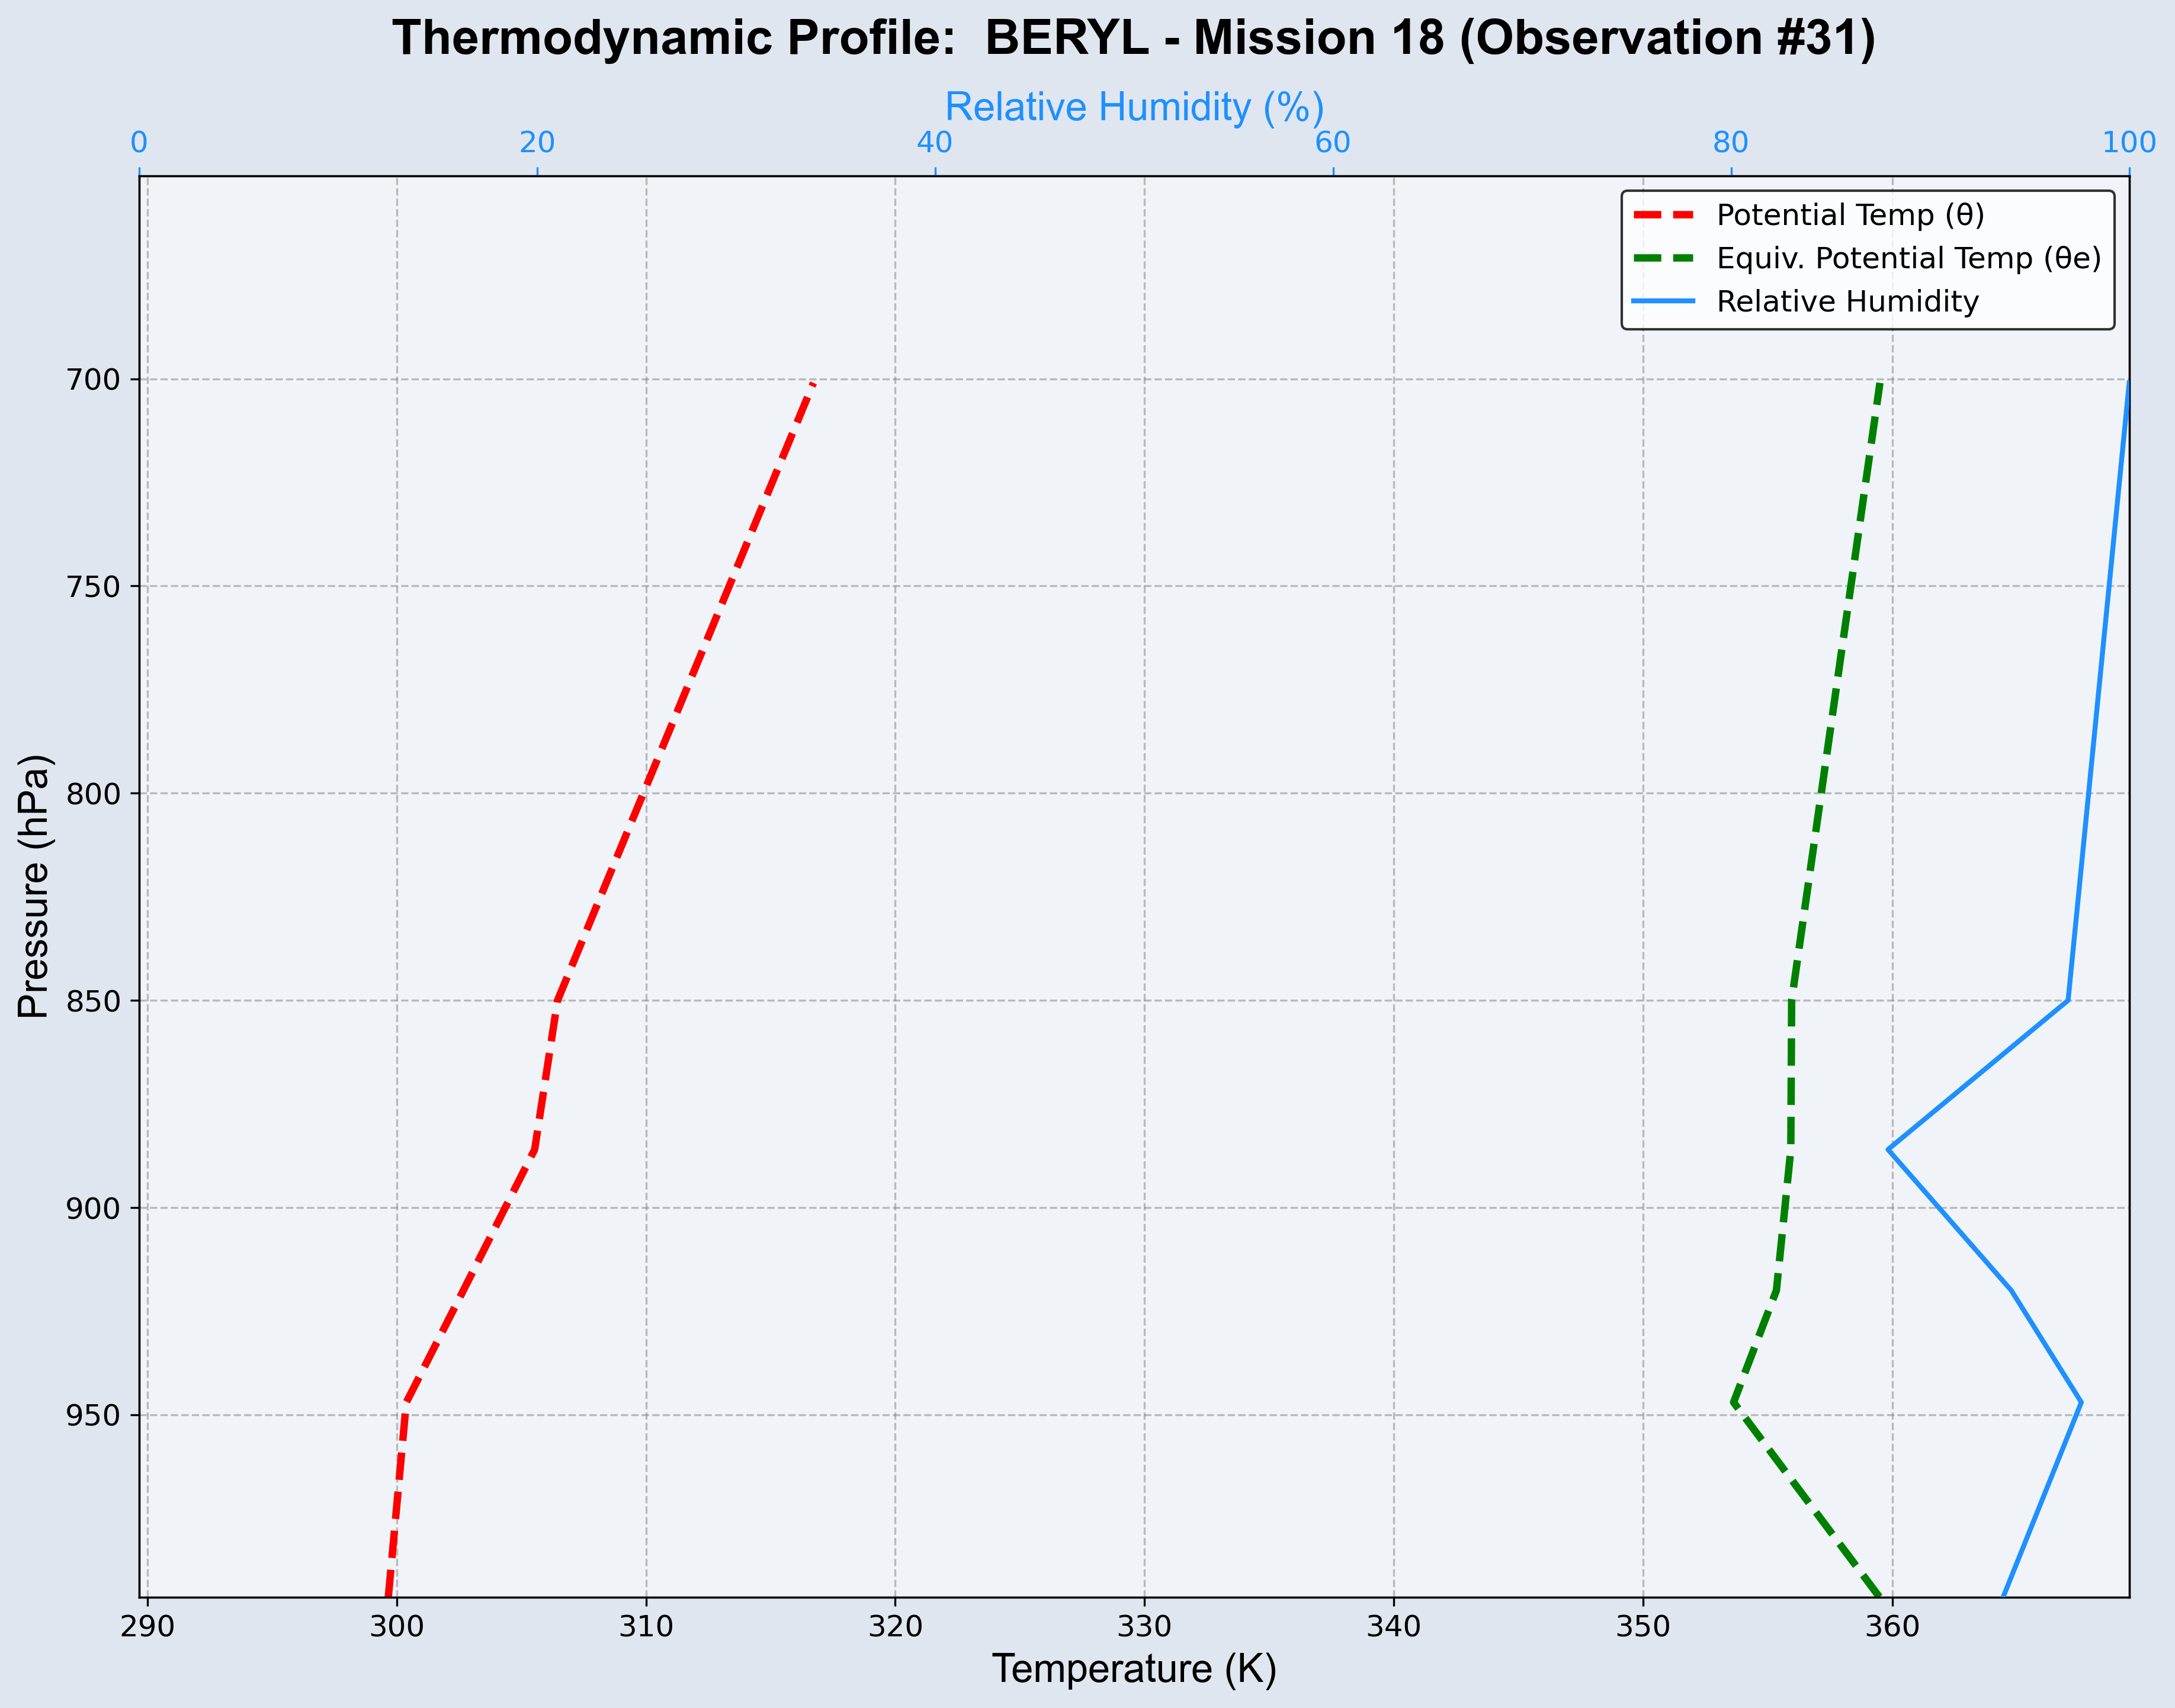 Thermodynamic Profile:  BERYL - Mission 18 (Observation #31)
Relative Humidity (%)
0 20 40 60 80 100
Potential Temp (θ)
Equiv. Potential Temp (θe)
Relative Humidity
Pressure (hPa)
700
750
800
850
900
950
290 300 310 320 330 340 350 360
Temperature (K)